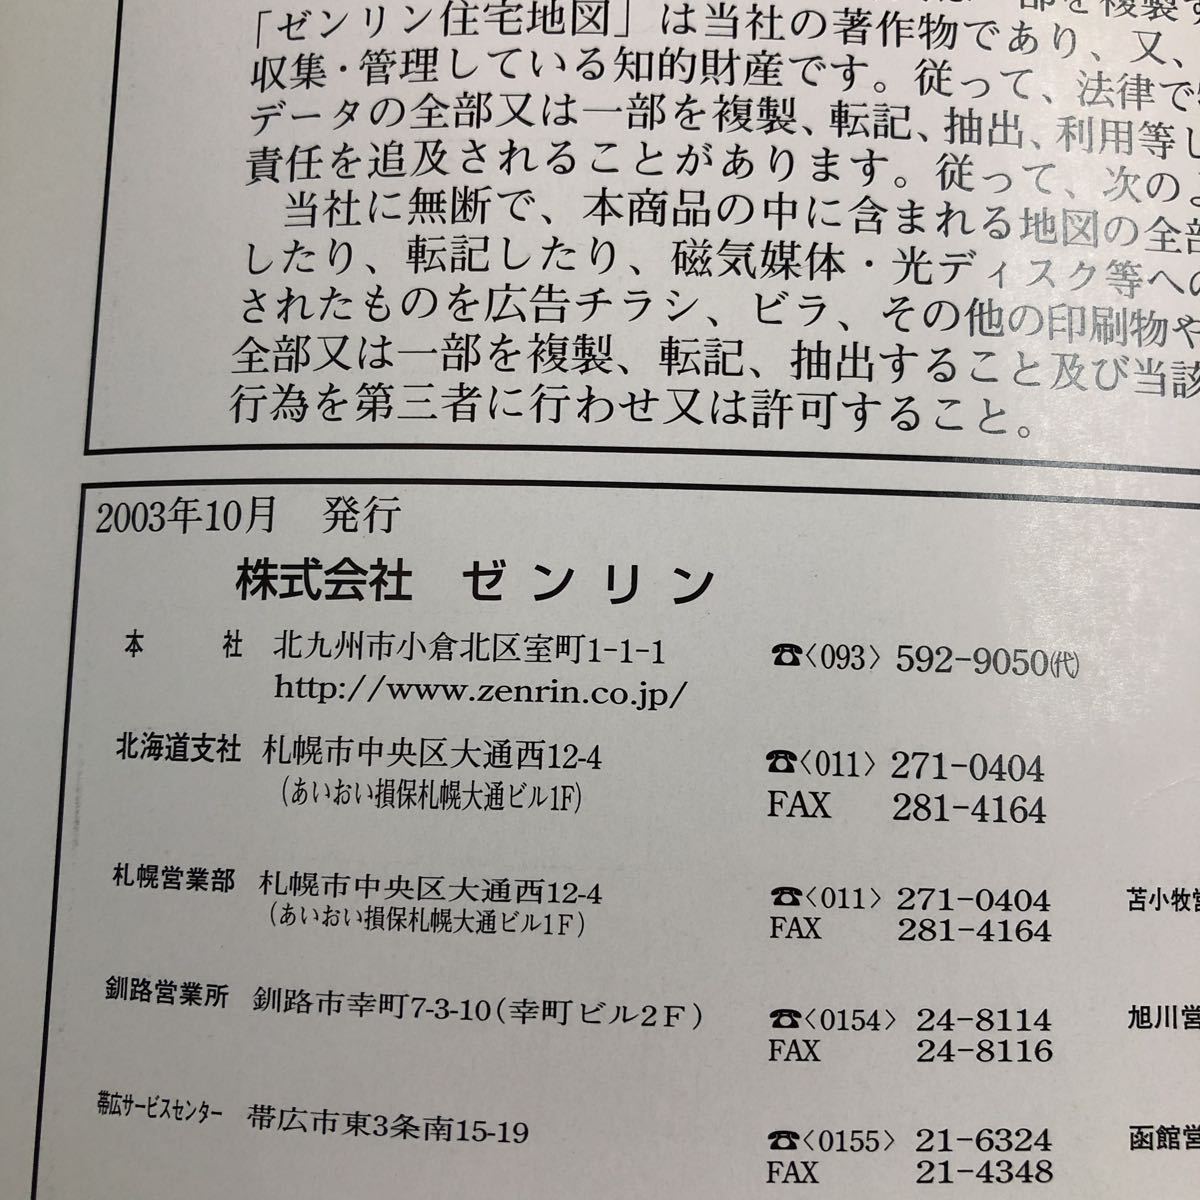 部を複製
「ゼンリン住宅地図」は当社の著作物であり、又、
収集・管理している知的財産です。従って、法律で
データの全部又は一部を複製、転記、抽出、利用等し
責任を追及されることがあります。従って、次のよ
当社に無断で、本商品の中に含まれる地図の全部
したり、転記したり、磁気媒体・光ディスク等への
されたものを広告チラシ、ビラ、その他の印刷物や
全部又は一部を複製、転記、抽出すること及び当該
行為を第三者に行わせ又は許可すること。
2003年10月 発行
株式会社 ゼンリン
本 社 北九州市小倉北区室町1-1-1 ☎〈093〉592-9050㈹
http://www.zenrin.co.jp/
北海道支社 札幌市中央区大通西12-4 ☎〈011〉271-0404
(あいおい損保札幌大通ビル1F) FAX 281-4164
札幌営業部 札幌市中央区大通西12-4 ☎〈011〉271-0404 苫小牧営
(あいおい損保札幌大通ビル1F) FAX 281-4164
釧路営業所 釧路市幸町7-3-10(幸町ビル2F) ☎〈0154〉24-8114 旭川営
FAX 24-8116
帯広サービスセンター 帯広市東3条南15-19 ☎〈0155〉21-6324 函館営
FAX 21-4348